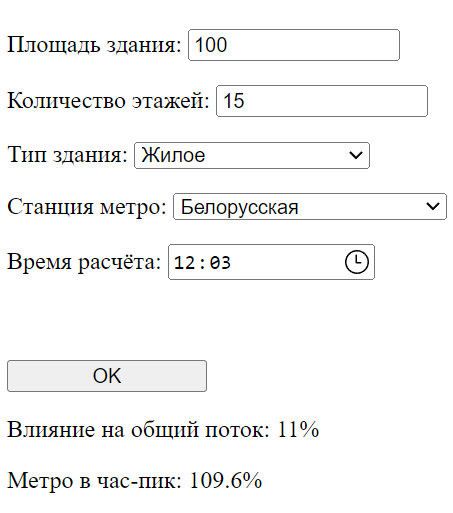 Площадь здания: 100
Количество этажей: 15
Тип здания: Жилое
Станция метро: Белорусская
Время расчёта: 12:03
OK
Влияние на общий поток: 11%
Метро в час-пик: 109.6%